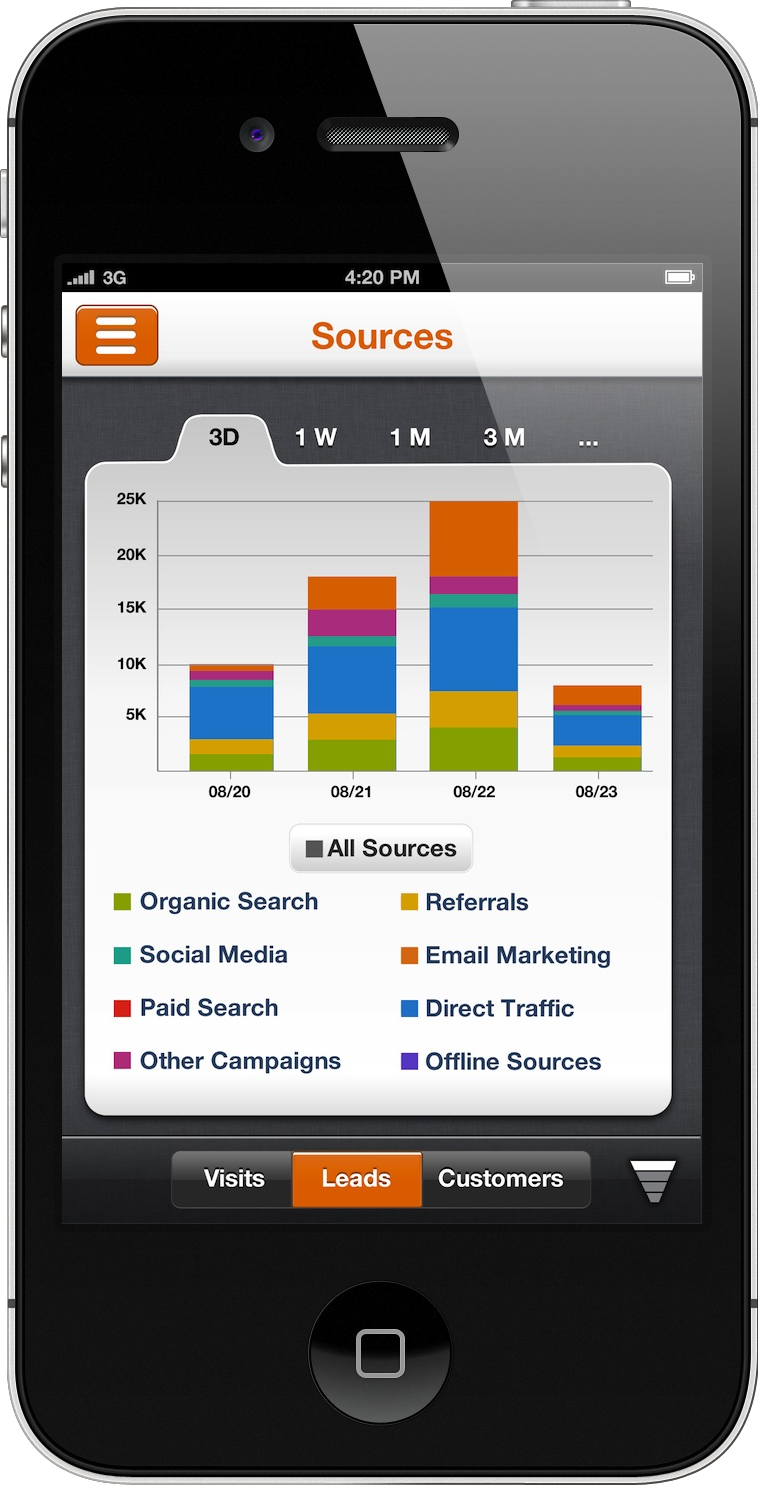 3G 4:20 PM
Sources
3D 1 W 1 M 3 M ...
25K
20K
15K
10K
5K
08/20 08/21 08/22 08/23
All Sources
Organic Search Referrals
Social Media Email Marketing
Paid Search Direct Traffic
Other Campaigns Offline Sources
Visits Leads Customers